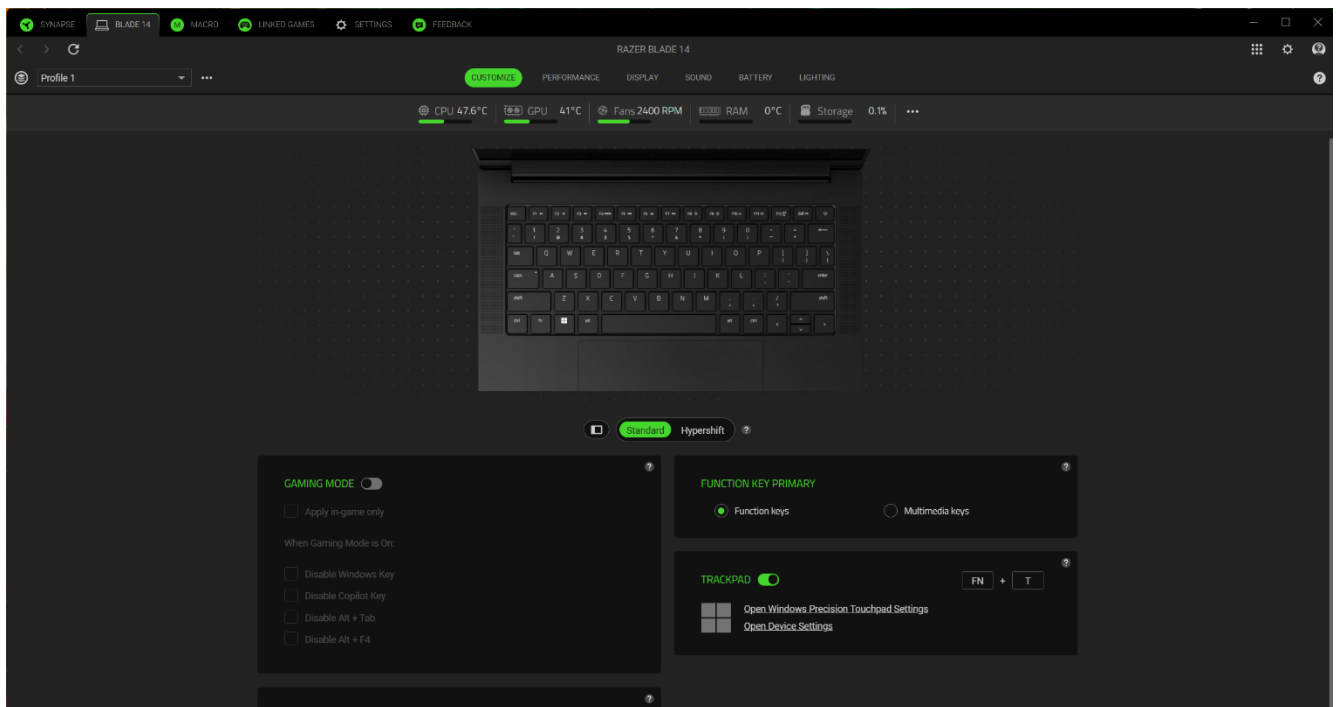 SYNAPSE BLADE 14 MACRO LINKED GAMES SETTINGS FEEDBACK
RAZER BLADE 14
Profile 1 CUSTOMIZE PERFORMANCE DISPLAY SOUND BATTERY LIGHTING
CPU 47.6°C GPU 41°C Fans 2400 RPM RAM 0°C Storage 0.1%
Q W E R T Y U I O P
A S D F G H J K L
Z X C V B N M
Standard Hypershift
GAMING MODE
Apply in-game only
When Gaming Mode is On:
Disable Windows Key
Disable Copilot Key
Disable Alt + Tab
Disable Alt + F4
FUNCTION KEY PRIMARY
Function keys Multimedia keys
TRACKPAD FN + T
Open Windows Precision Touchpad Settings
Open Device Settings